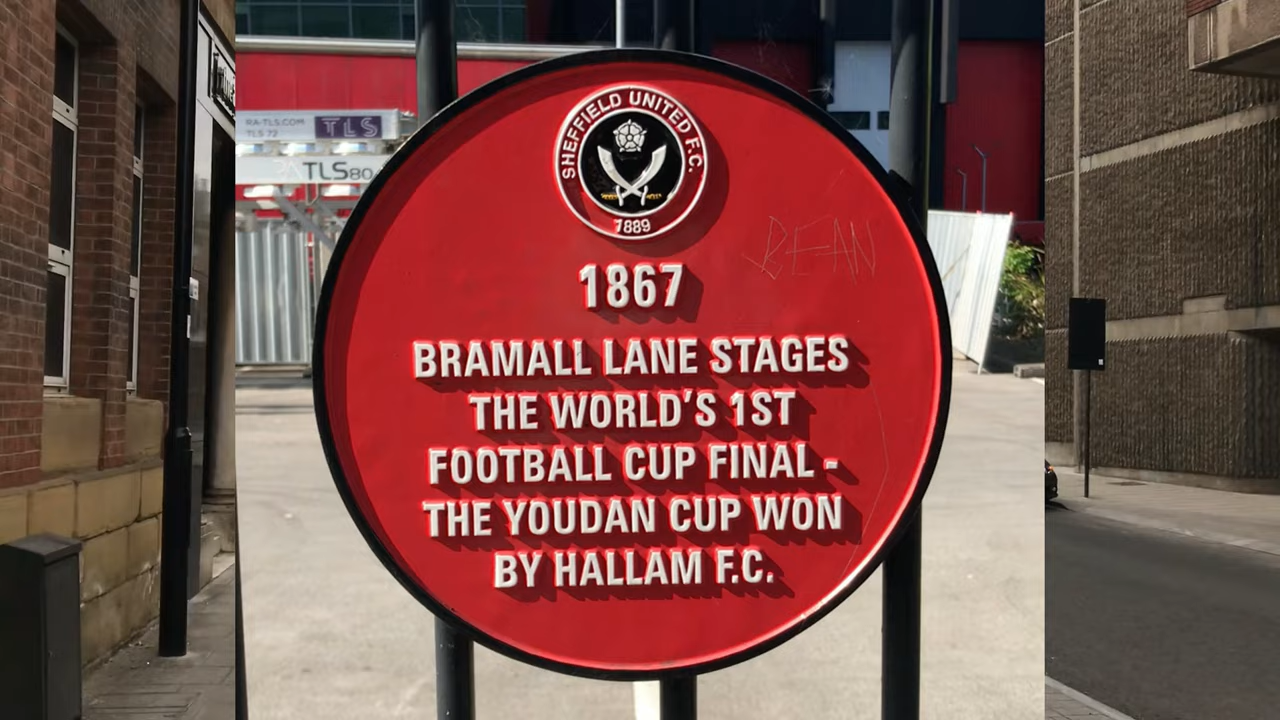 RA-TLS.COM
TLS 72
TLS
TLS80
SHEFFIELD UNITED F.C.
1889
BEAN
1867
BRAMALL LANE STAGES
THE WORLD'S 1ST
FOOTBALL CUP FINAL -
THE YOUDAN CUP WON
BY HALLAM F.C.